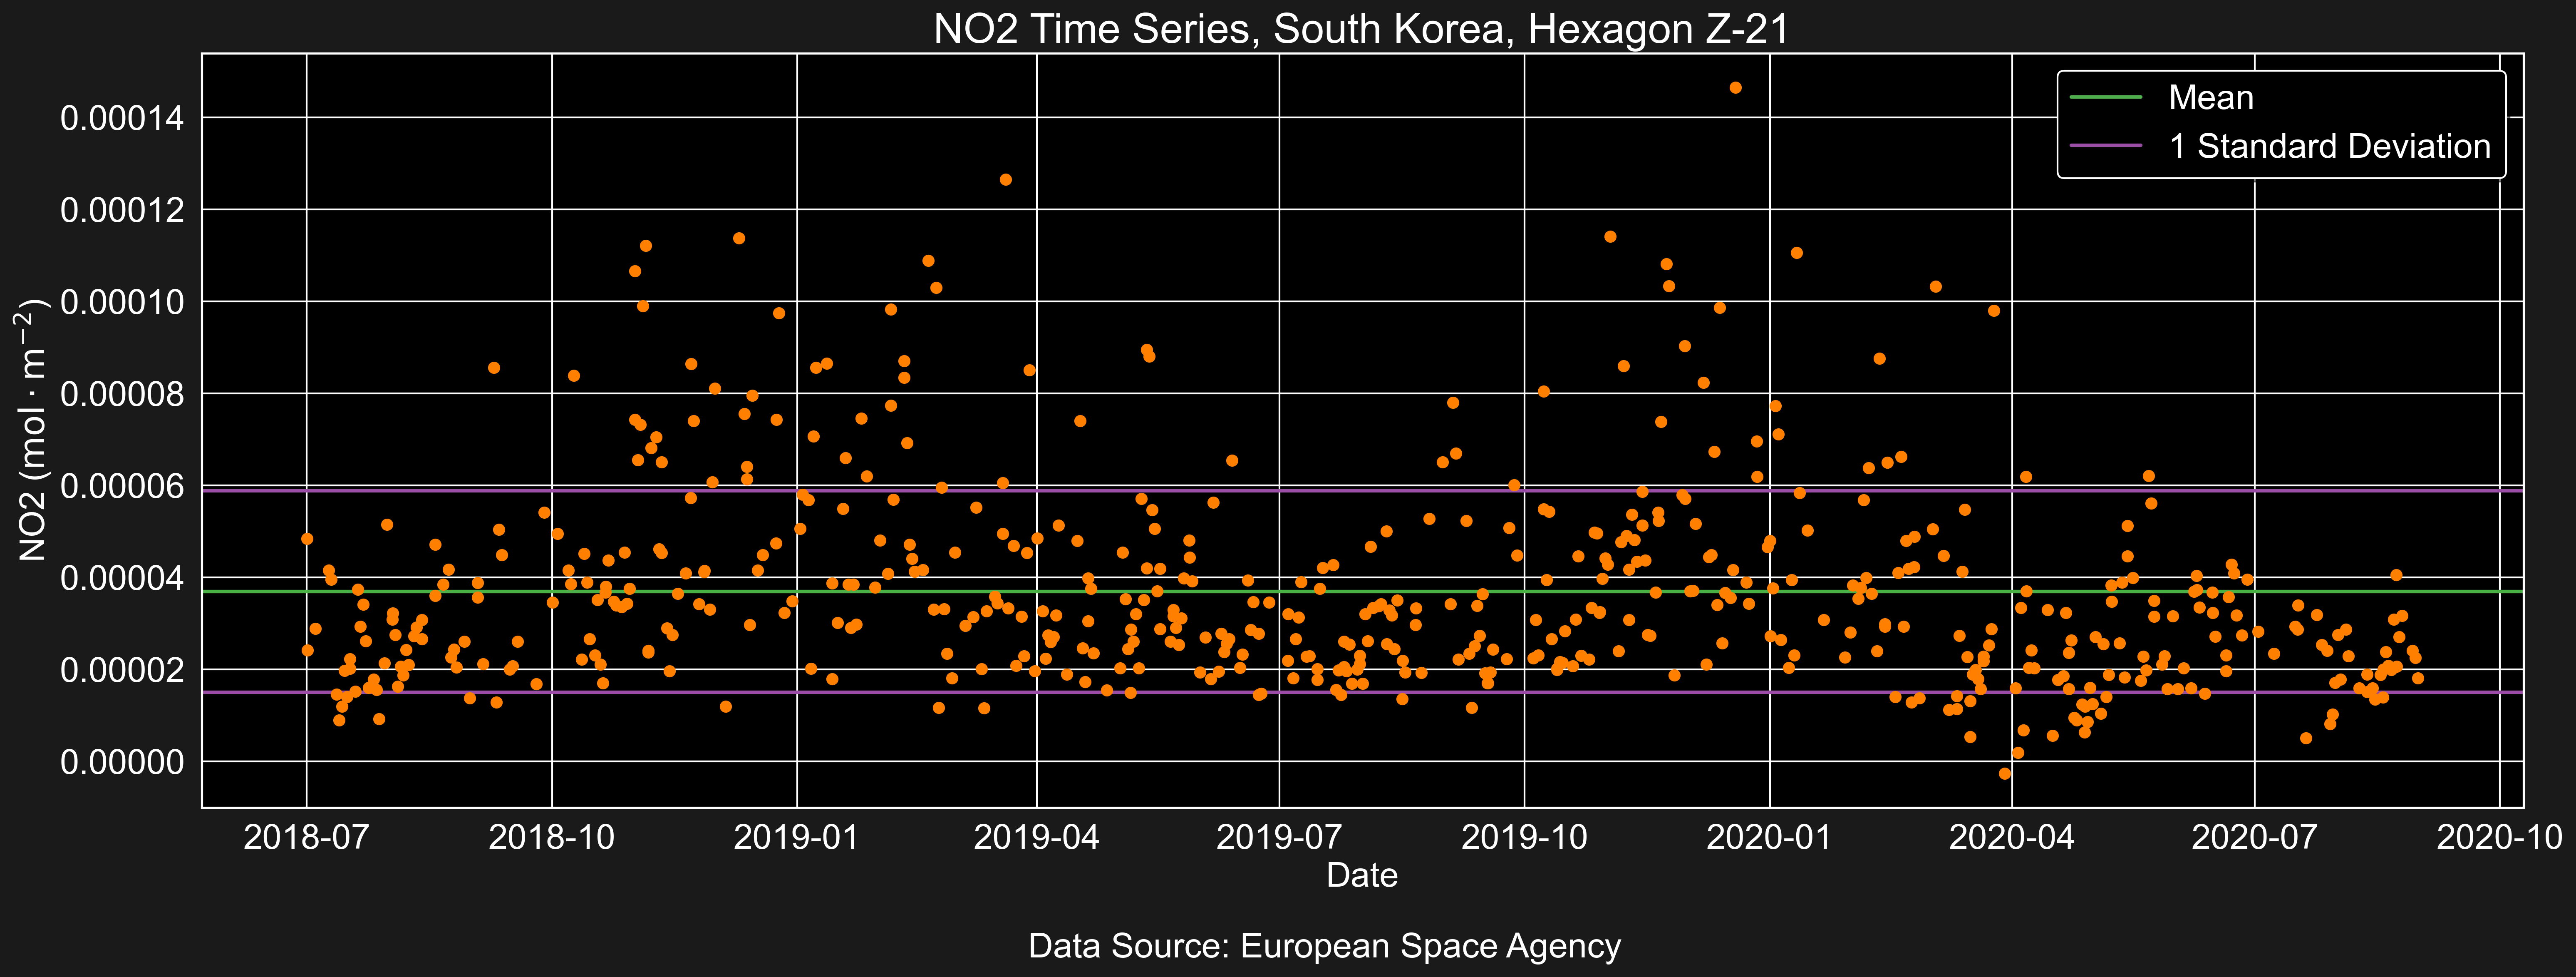 NO2 Time Series, South Korea, Hexagon Z-21
Mean
1 Standard Deviation
NO2 (mol · m⁻²)
0.00014
0.00012
0.00010
0.00008
0.00006
0.00004
0.00002
0.00000
2018-07 2018-10 2019-01 2019-04 2019-07 2019-10 2020-01 2020-04 2020-07 2020-10
Date
Data Source: European Space Agency